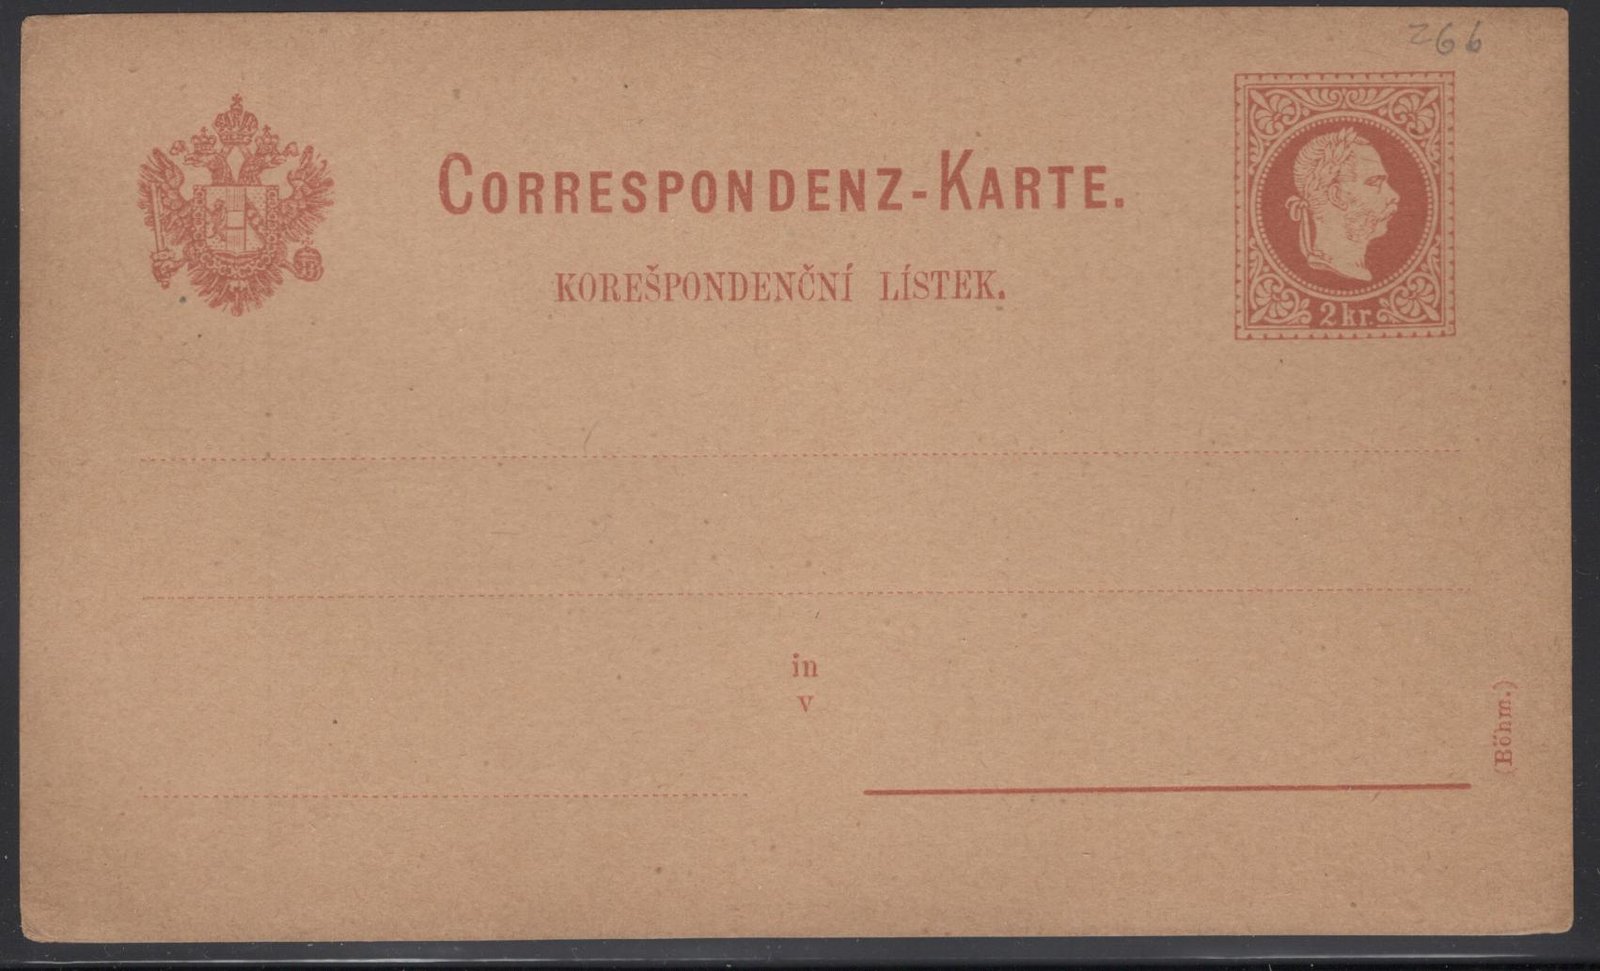 266
CORRESPONDENZ-KARTE.
KOREŠPONDENČNÍ LÍSTEK.
2 kr.
in
v
(Böhm.)